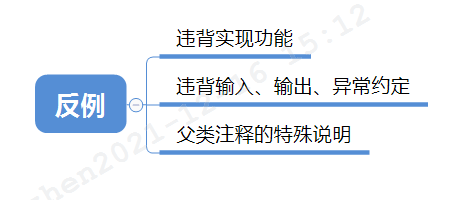 反例
违背实现功能
违背输入、输出、异常约定
父类注释的特殊说明